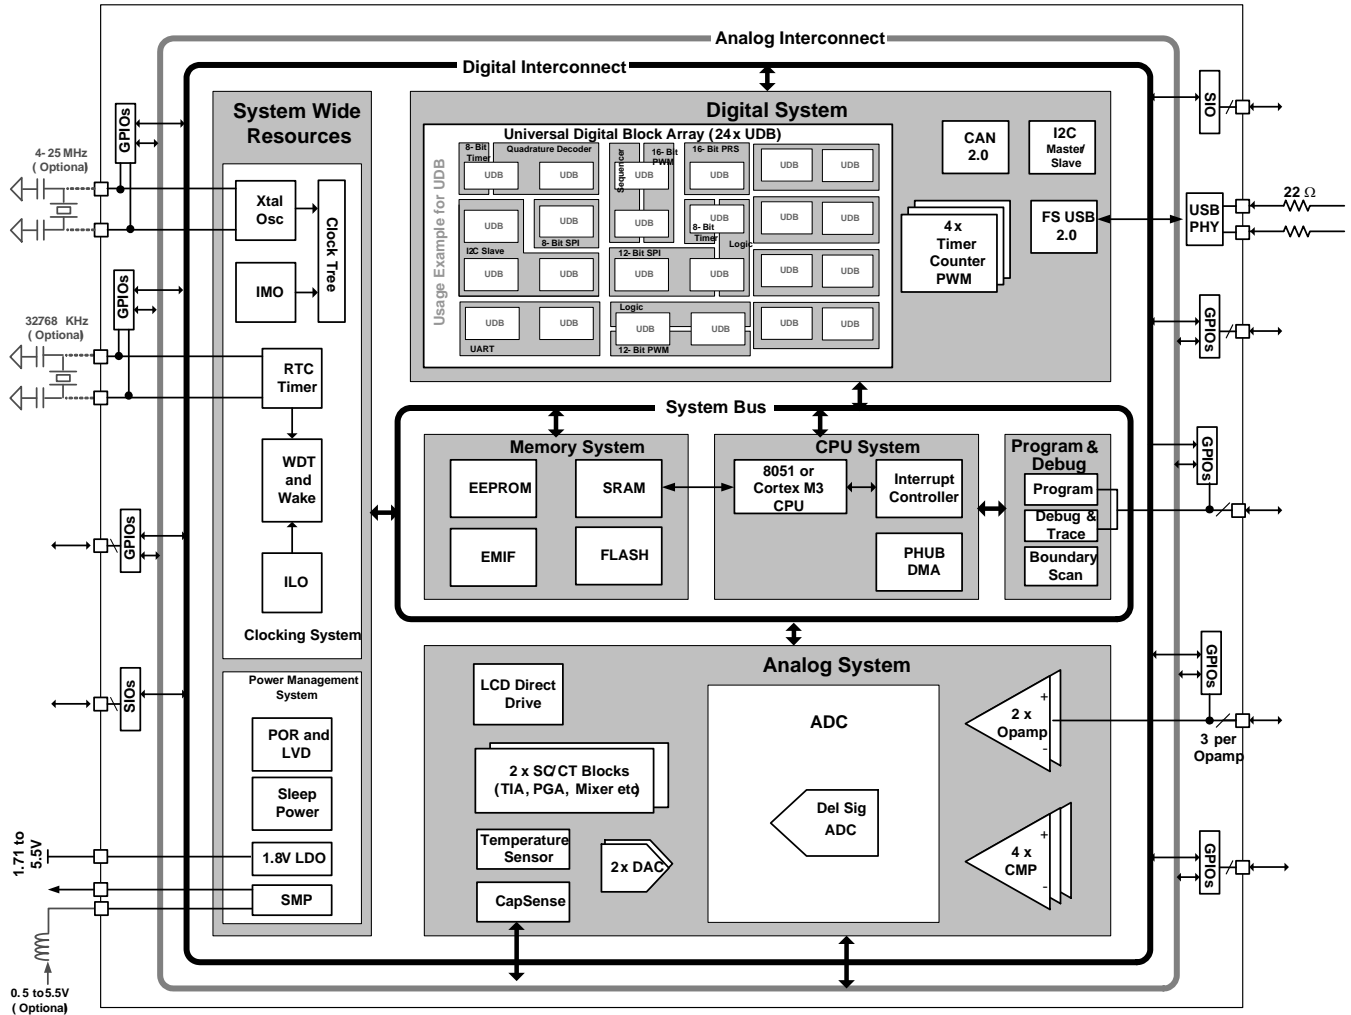 Analog Interconnect
Digital Interconnect
System Wide
Resources
Digital System
Universal Digital Block Array (24x UDB)
Usage Example for UDB
8-Bit
Timer
Quadrature Decoder
Sequencer
16-Bit
PWM
16-Bit PRS
UDB
UDB
UDB
UDB
UDB
UDB
UDB
UDB
UDB
UDB
UDB
UDB
I2C Slave
8-Bit SPI
12-Bit SPI
8-Bit
Timer
Logic
UDB
UDB
UDB
UDB
UDB
UDB
UDB
UDB
UDB
UDB
UDB
UDB
Logic
UART
12-Bit PWM
CAN
2.0
I2C
Master/
Slave
4x
Timer
Counter
PWM
FS USB
2.0
USB
PHY
22 Ω
SIO
GPIOs
GPIOs
GPIOs
GPIOs
4-25 MHz
(Optional)
GPIOs
Xtal
Osc
Clock Tree
IMO
32768 KHz
(Optional)
GPIOs
RTC
Timer
WDT
and
Wake
ILO
Clocking System
GPIOs
SIOs
Power Management
System
POR and
LVD
Sleep
Power
1.8V LDO
SMP
1.71 to
5.5V
0.5 to 5.5V
(Optional)
System Bus
Memory System
EEPROM
SRAM
EMIF
FLASH
CPU System
8051 or
Cortex M3
CPU
Interrupt
Controller
PHUB
DMA
Program &
Debug
Program
Debug &
Trace
Boundary
Scan
Analog System
LCD Direct
Drive
2 x SC/CT Blocks
(TIA, PGA, Mixer etc)
Temperature
Sensor
2x DAC
CapSense
ADC
Del Sig
ADC
+
2 x
Opamp
-
+
4 x
CMP
-
3 per
Opamp